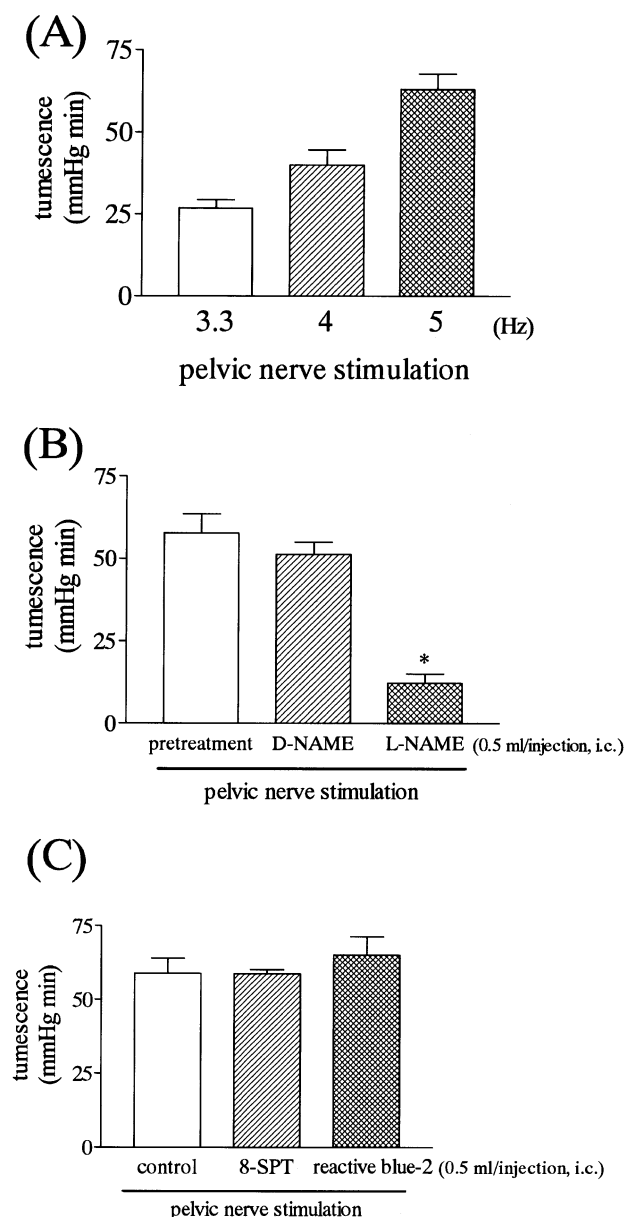 (A)
75
50
25
0
tumescence
(mmHg min)
3.3 4 5 (Hz)
pelvic nerve stimulation
(B)
75
50
25
0
tumescence
(mmHg min)
*
pretreatment D-NAME L-NAME (0.5 ml/injection, i.c.)
pelvic nerve stimulation
(C)
75
50
25
0
tumescence
(mmHg min)
control 8-SPT reactive blue-2 (0.5 ml/injection, i.c.)
pelvic nerve stimulation